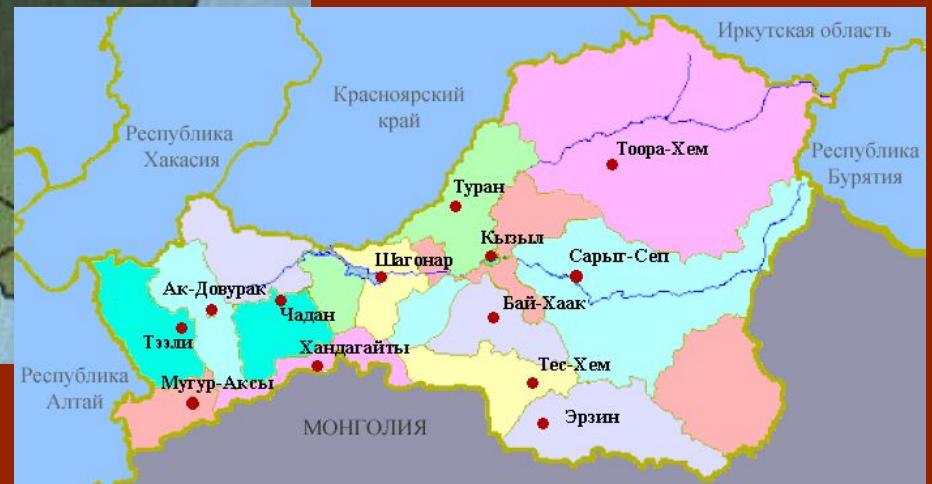 Иркутская область
Красноярский
край
Республика
Хакасия
Тоора-Хем
Республика
Бурятия
Туран
Кызыл
Сарыг-Сеп
Шагонар
Ак-Довурак
Чадан
Бай-Хаак
Тээли
Хандагайты
Тес-Хем
Республика
Алтай
Мугур-Аксы
Эрзин
МОНГОЛИЯ